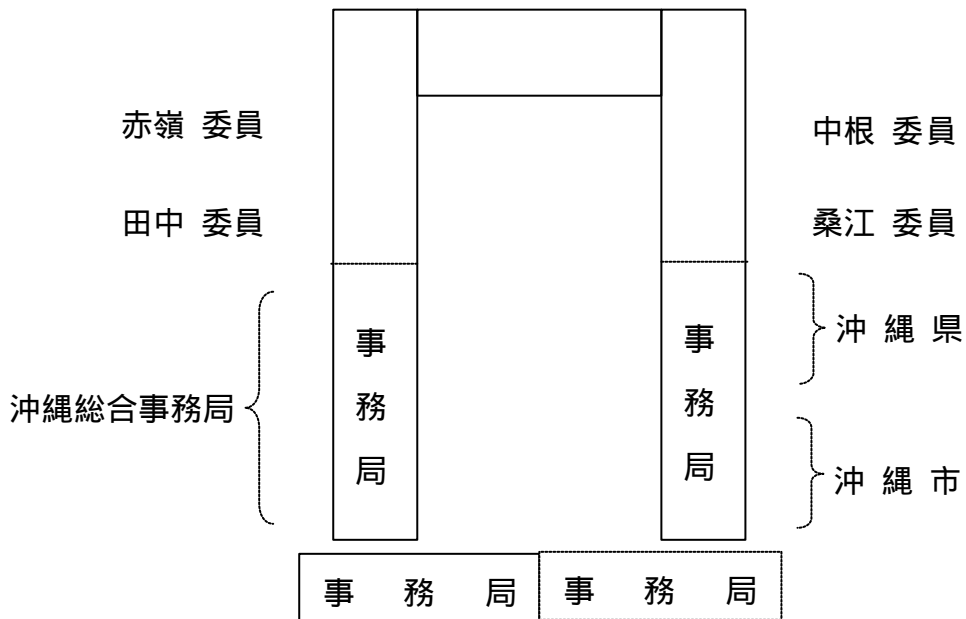 赤嶺 委員
中根 委員
田中 委員
桑江 委員
事務局
事務局
沖縄県
沖縄総合事務局
沖縄市
事務局
事務局